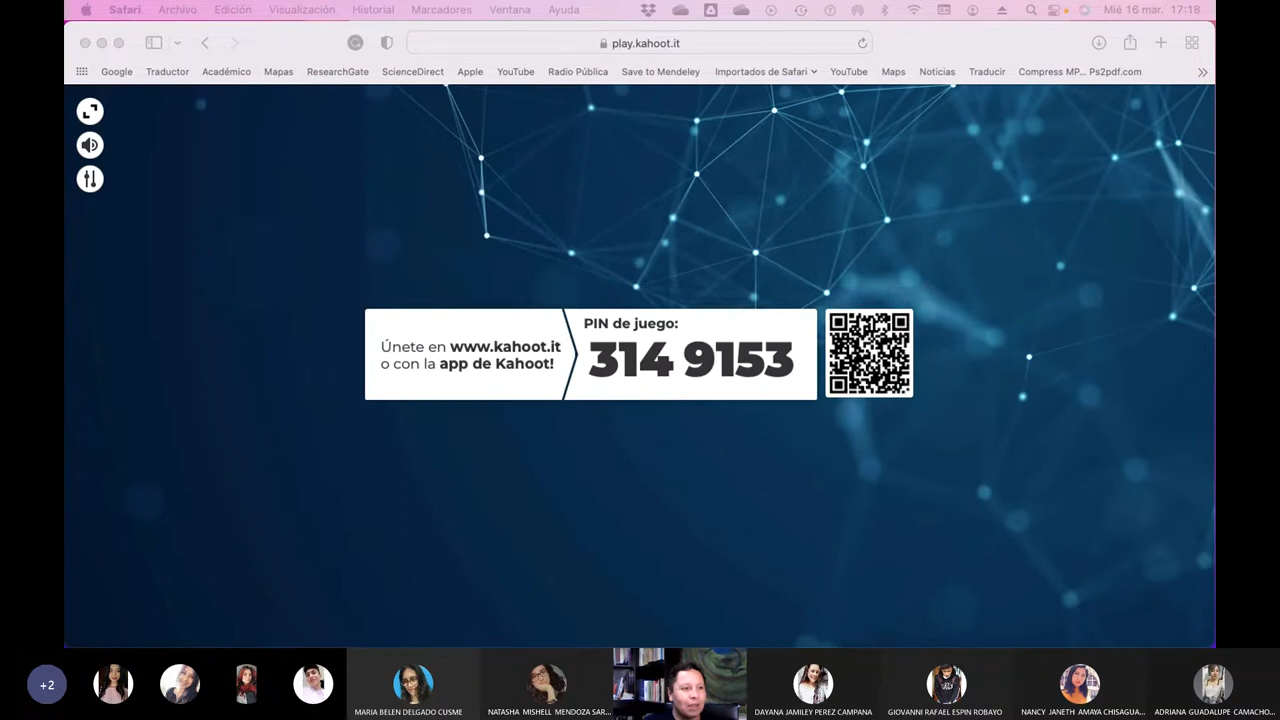 Safari Archivo Edición Visualización Historial Marcadores Ventana Ayuda Mié 16 mar. 17:18
play.kahoot.it
Google Traductor Académico Mapas ResearchGate ScienceDirect Apple YouTube Radio Pública Save to Mendeley Importados de Safari YouTube Maps Noticias Traducir Compress MP... Ps2pdf.com
PIN de juego:
Únete en www.kahoot.it
o con la app de Kahoot!
314 9153
+2
MARIA BELEN DELGADO CUSME
NATASHA MISHELL MENDOZA SAR...
DAYANA JAMILEY PEREZ CAMPANA
GIOVANNI RAFAEL ESPIN ROBAYO
NANCY JANETH AMAYA CHISAGUA...
ADRIANA GUADALUPE CAMACHO...